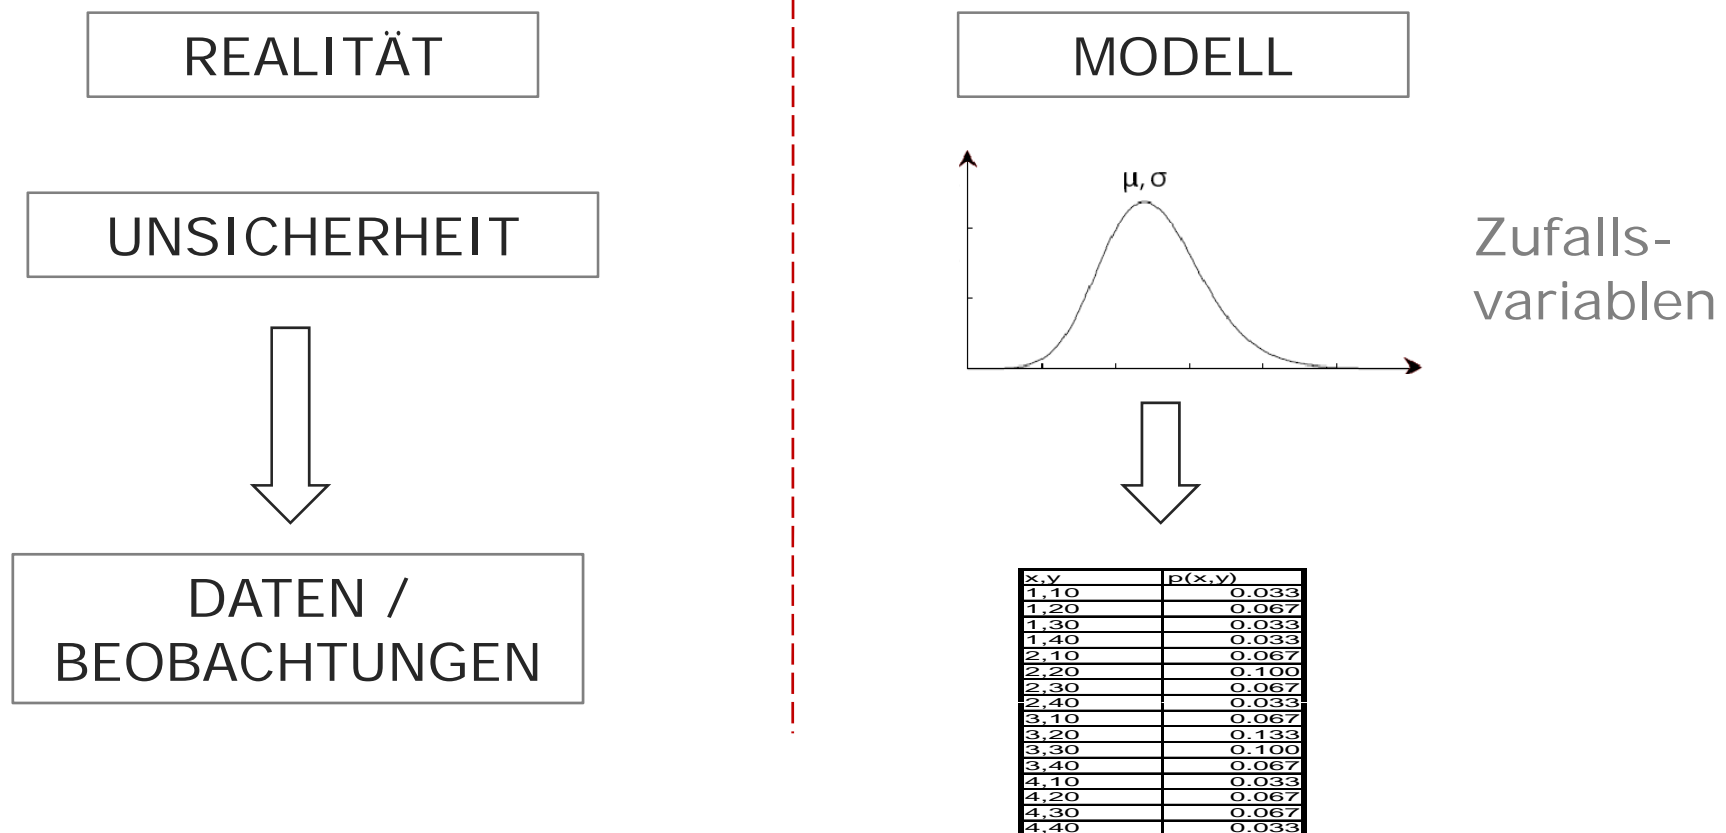 REALITÄT
UNSICHERHEIT
DATEN /
BEOBACHTUNGEN
MODELL
μ, σ
Zufalls-
variablen
x,y p(x,y)
1,10 0.033
1,20 0.067
1,30 0.033
1,40 0.033
2,10 0.067
2,20 0.100
2,30 0.067
2,40 0.033
3,10 0.067
3,20 0.133
3,30 0.100
3,40 0.067
4,10 0.033
4,20 0.067
4,30 0.067
4,40 0.033